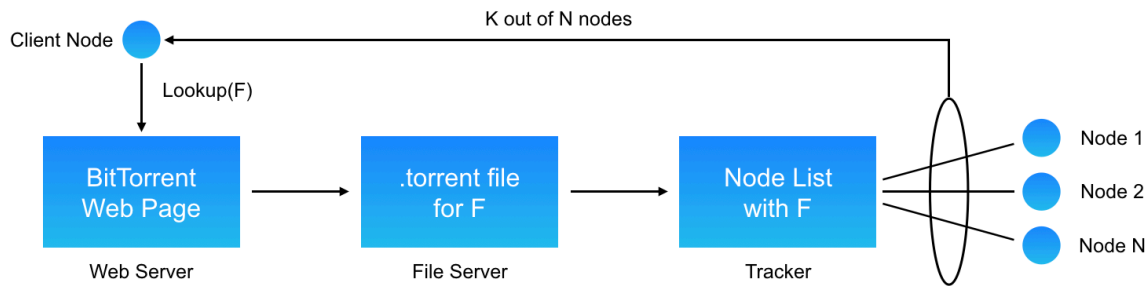 K out of N nodes
Client Node
Lookup(F)
BitTorrent
Web Page
.torrent file
for F
Node List
with F
Node 1
Node 2
Node N
Web Server
File Server
Tracker